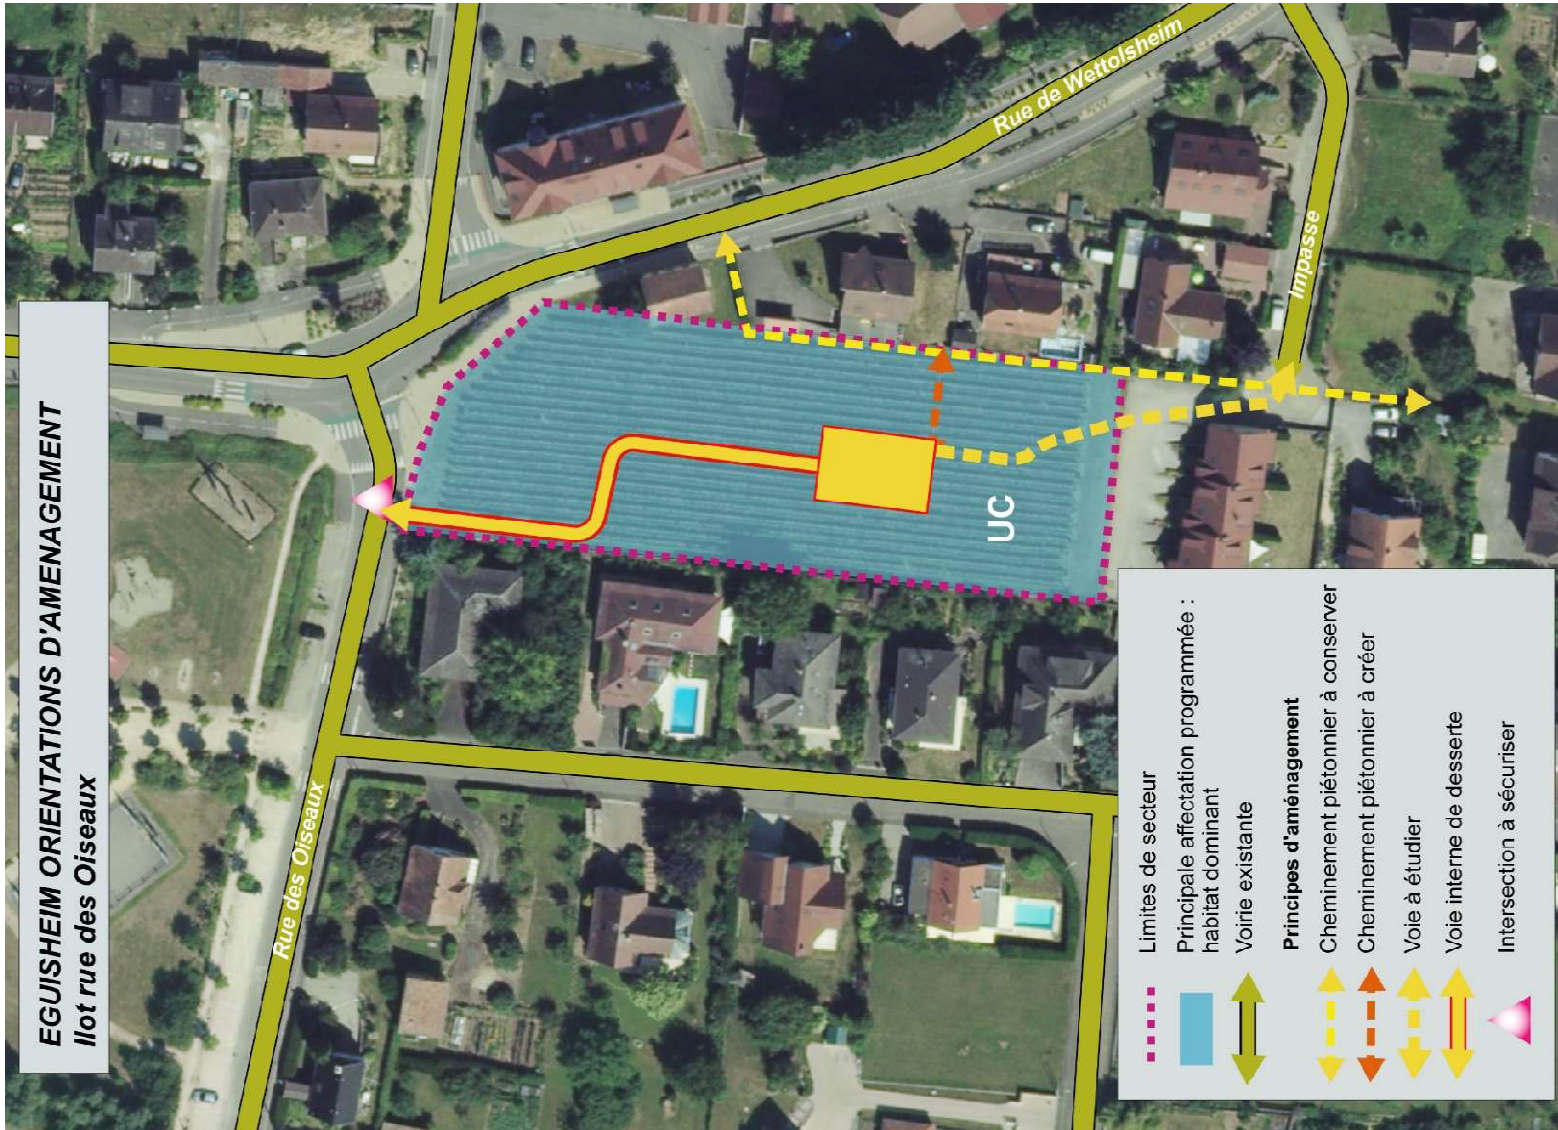 EGUISHEIM ORIENTATIONS D'AMENAGEMENT
Ilot rue des Oiseaux
Rue de Wettolsheim
Impasse
Rue des Oiseaux
UC
Limites de secteur
Principale affectation programmée :
habitat dominant
Voirie existante
Principes d'aménagement
Cheminement piétonnier à conserver
Cheminement piétonnier à créer
Voie à étudier
Voie interne de desserte
Intersection à sécuriser